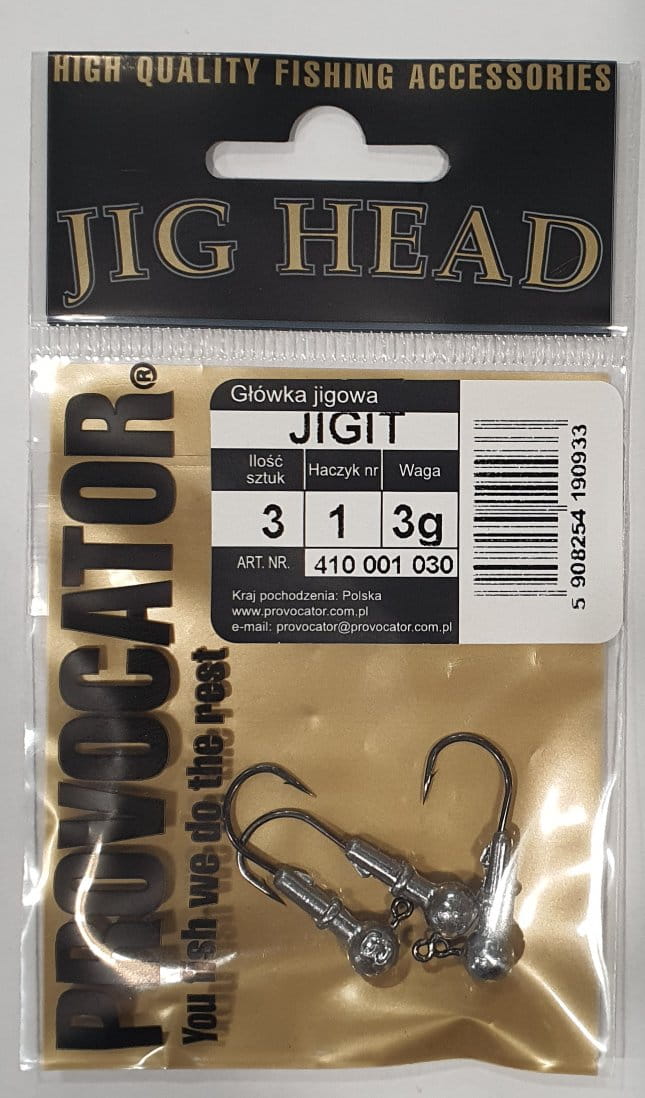 HIGH QUALITY FISHING ACCESSORIES
JIG HEAD
PROVOCATOR®
You fish we do the rest
Główka jigowa
JIGIT
Ilość sztuk Haczyk nr Waga
3 1 3g
ART. NR. 410 001 030
Kraj pochodzenia: Polska
www.provocator.com.pl
e-mail: provocator@provocator.com.pl
5 908254 190933